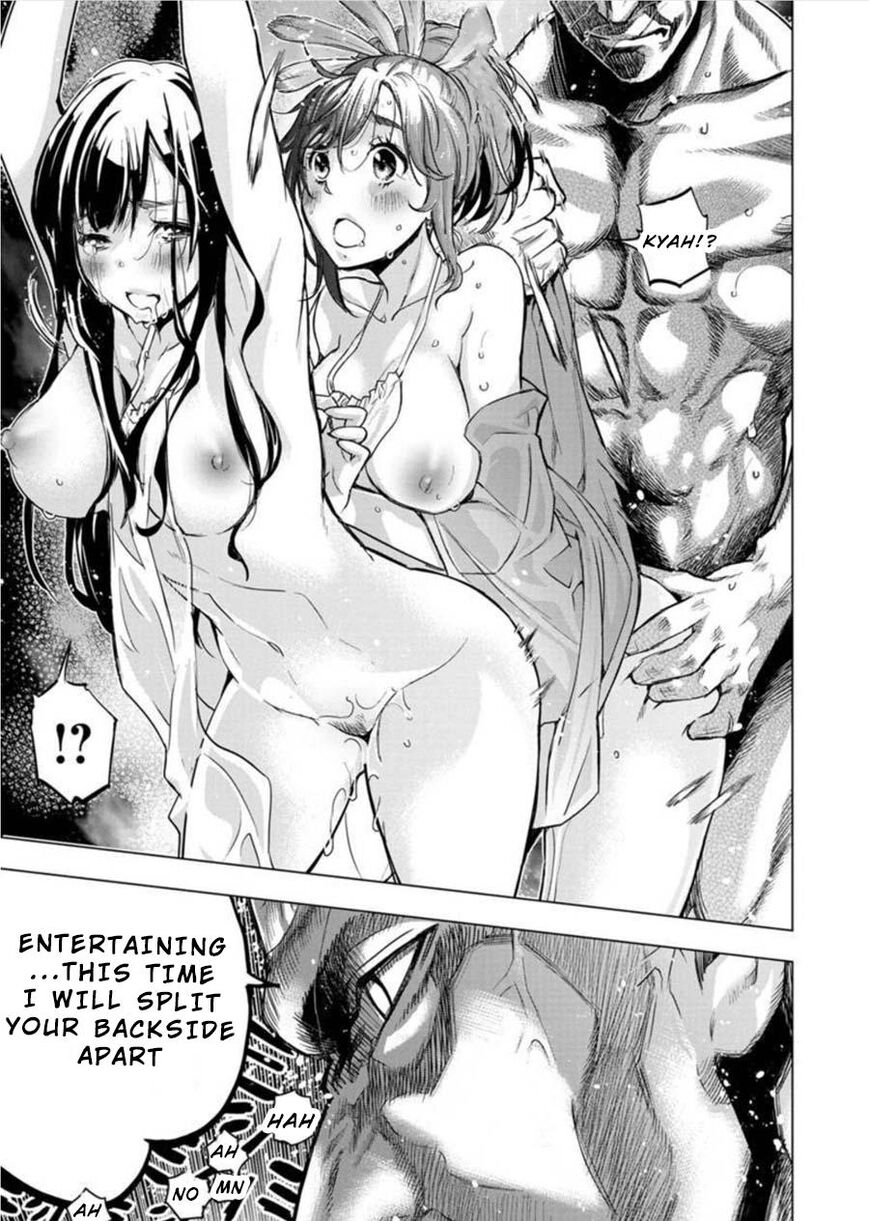 KYAH!?
!?
ENTERTAINING
...THIS TIME
I WILL SPLIT
YOUR BACKSIDE
APART
HAH
AH
MN
NO
AH